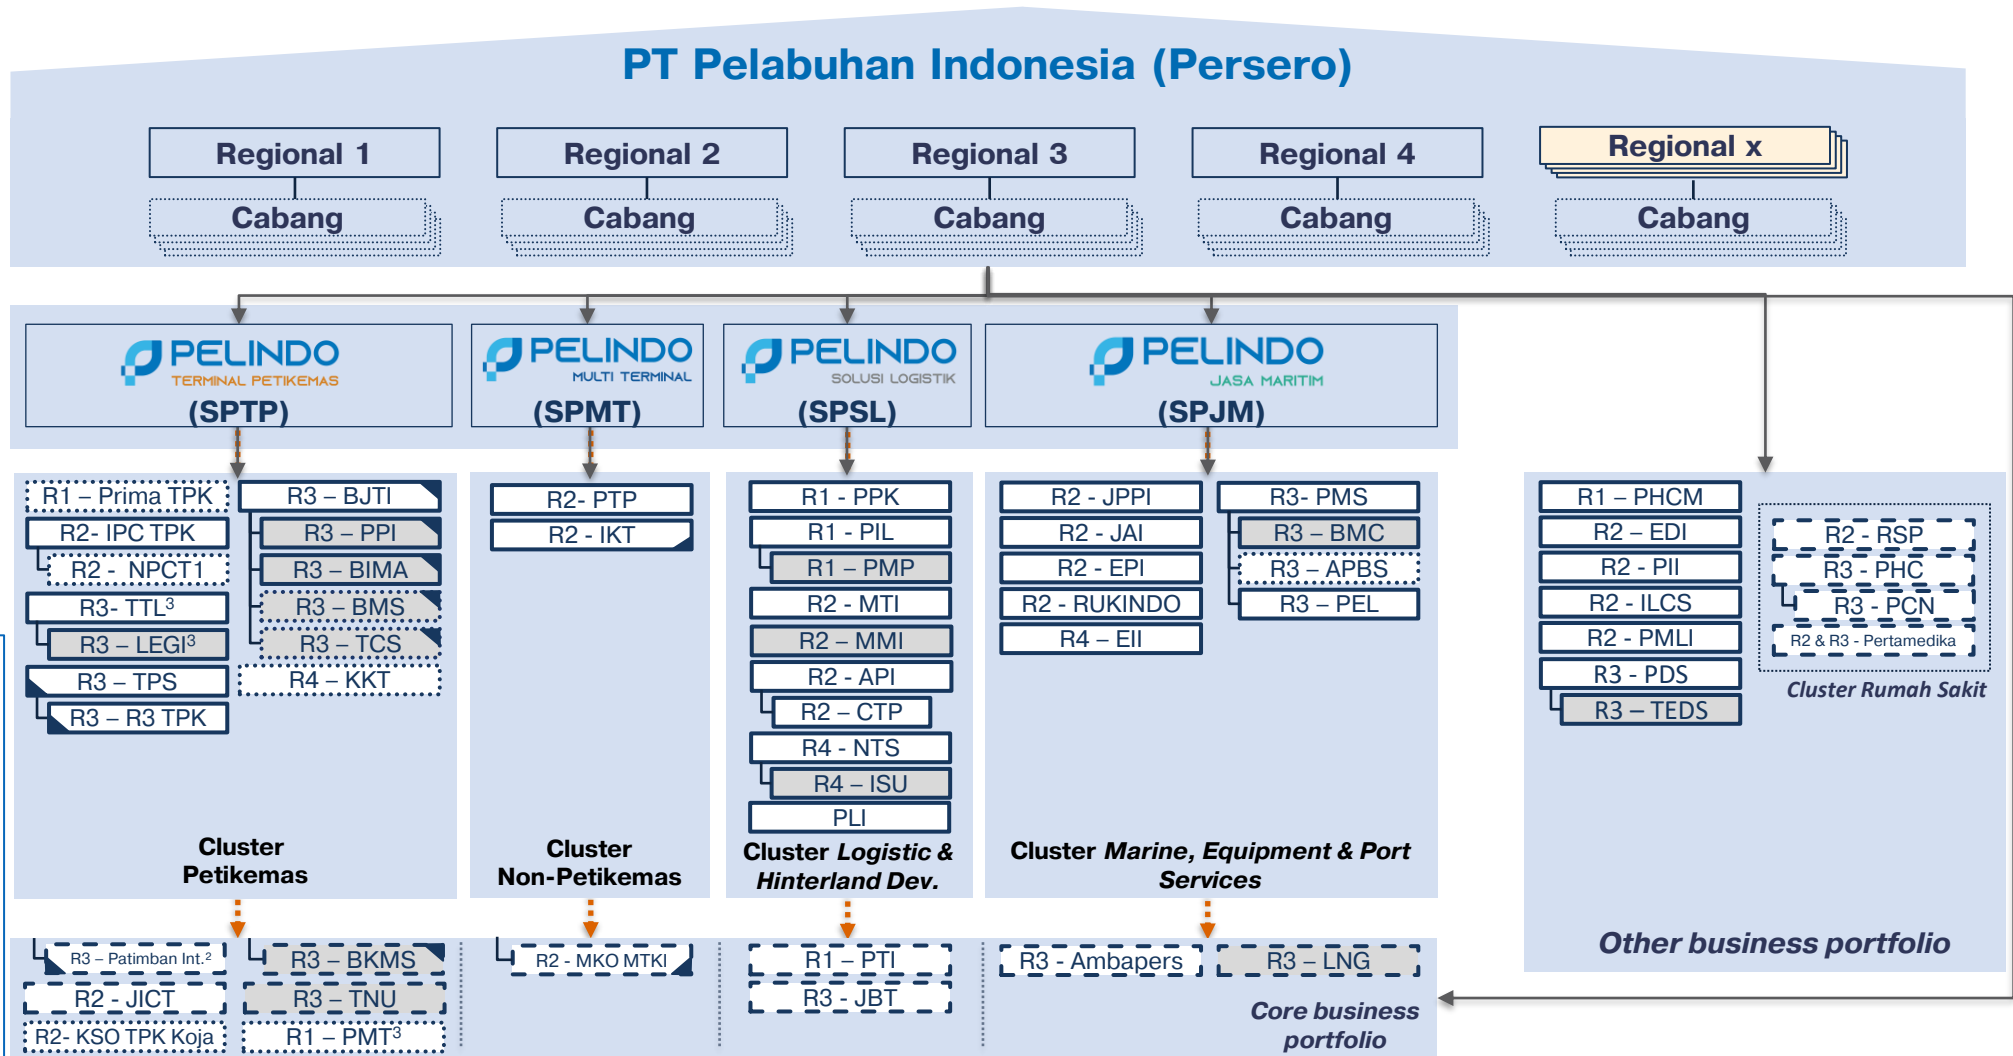 PT Pelabuhan Indonesia (Persero)
Regional 1
Regional 2
Regional 3
Regional 4
Regional x
Cabang
Cabang
Cabang
Cabang
Cabang
PELINDO
TERMINAL PETIKEMAS
(SPTP)
PELINDO
MULTI TERMINAL
(SPMT)
PELINDO
SOLUSI LOGISTIK
(SPSL)
PELINDO
JASA MARITIM
(SPJM)
R1 – Prima TPK
R2- IPC TPK
R2 - NPCT1
R3- TTL³
R3 – LEGI³
R3 – TPS
R3 – R3 TPK
R3 – BJTI
R3 – PPI
R3 – BIMA
R3 – BMS
R3 – TCS
R4 – KKT
Cluster
Petikemas
R2- PTP
R2 - IKT
Cluster
Non-Petikemas
R1 - PPK
R1 - PIL
R1 – PMP
R2 - MTI
R2 – MMI
R2 - API
R2 – CTP
R4 - NTS
R4 – ISU
PLI
Cluster Logistic &
Hinterland Dev.
R2 - JPPI
R2 - JAI
R2 - EPI
R2 - RUKINDO
R4 – EII
R3- PMS
R3 – BMC
R3 – APBS
R3 – PEL
Cluster Marine, Equipment & Port
Services
R1 – PHCM
R2 – EDI
R2 - PII
R2 - ILCS
R2 - PMLI
R3 - PDS
R3 – TEDS
R2 - RSP
R3 - PHC
R3 - PCN
R2 & R3 - Pertamedika
Cluster Rumah Sakit
Other business portfolio
R3 – Patimban Int.²
R2 - JICT
R2- KSO TPK Koja
R3 – BKMS
R3 – TNU
R1 – PMT³
R2 - MKO MTKI
R1 – PTI
R3 - JBT
R3 - Ambapers
R3 – LNG
Core business
portfolio